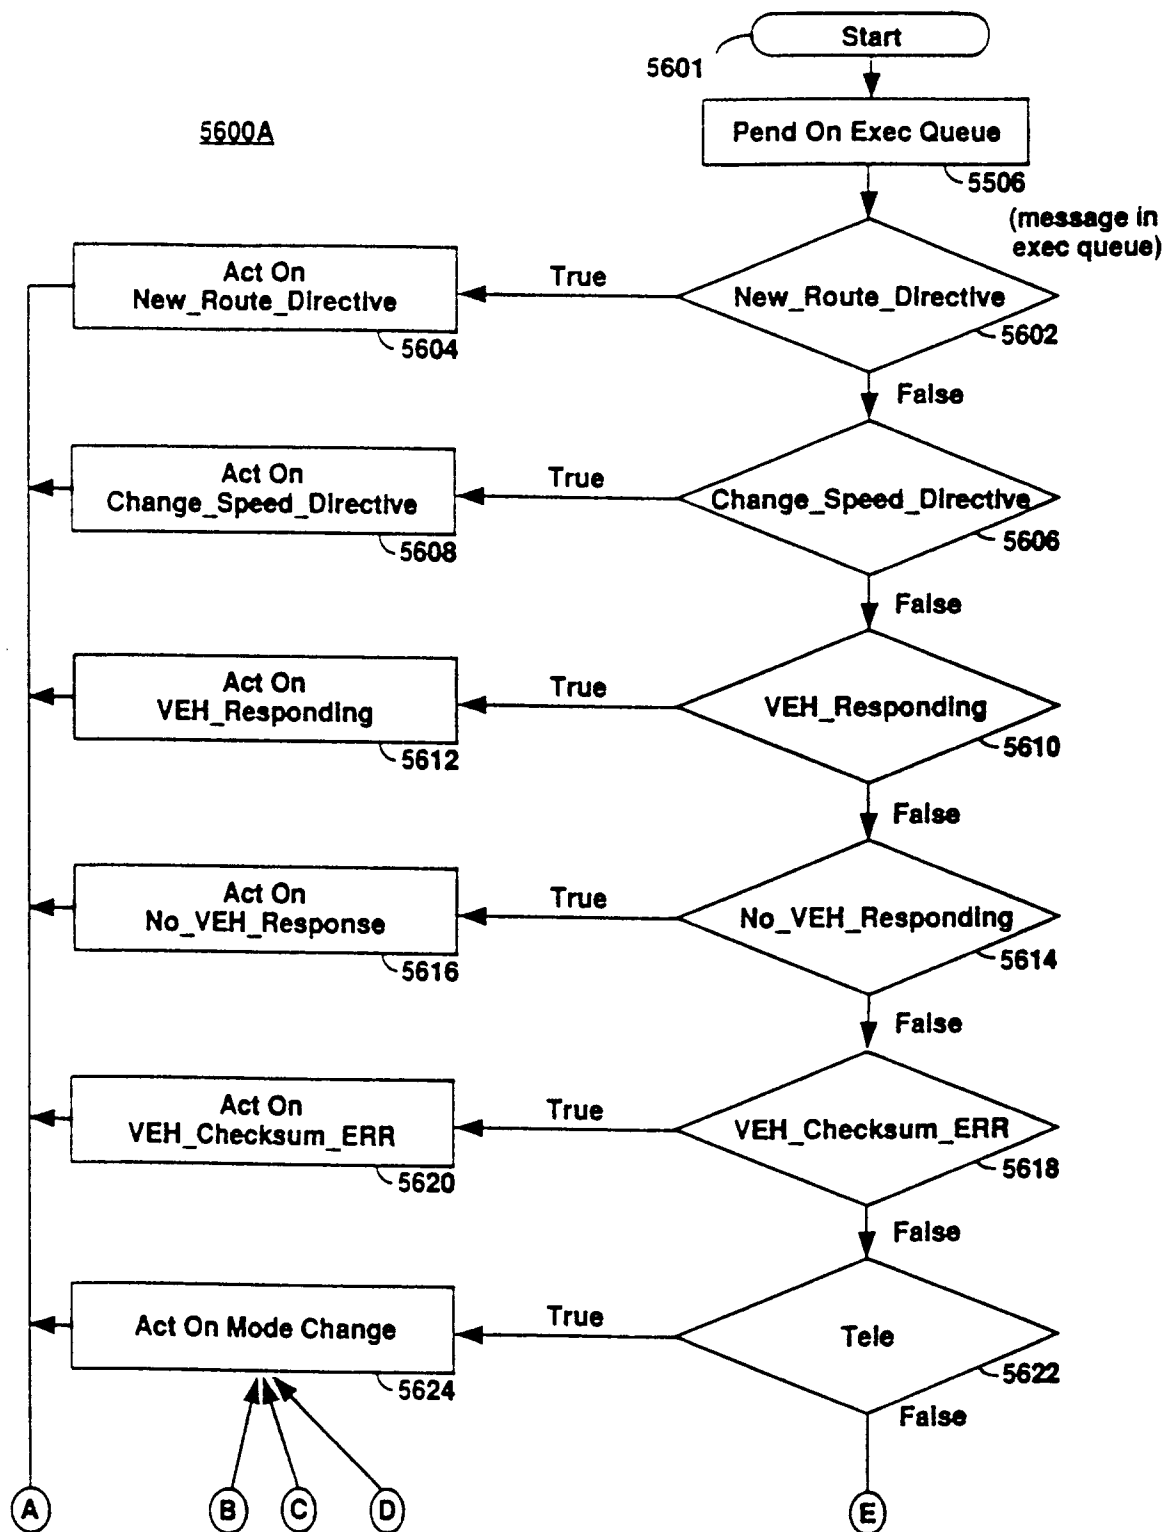 Start
5601
5600A
Pend On Exec Queue
5506
(message in
exec queue)
Act On
New_Route_Directive
5604
True
New_Route_Directive
5602
False
Act On
Change_Speed_Directive
5608
True
Change_Speed_Directive
5606
False
Act On
VEH_Responding
5612
True
VEH_Responding
5610
False
Act On
No_VEH_Response
5616
True
No_VEH_Responding
5614
False
Act On
VEH_Checksum_ERR
5620
True
VEH_Checksum_ERR
5618
False
Act On Mode Change
5624
True
Tele
5622
False
A
B
C
D
E